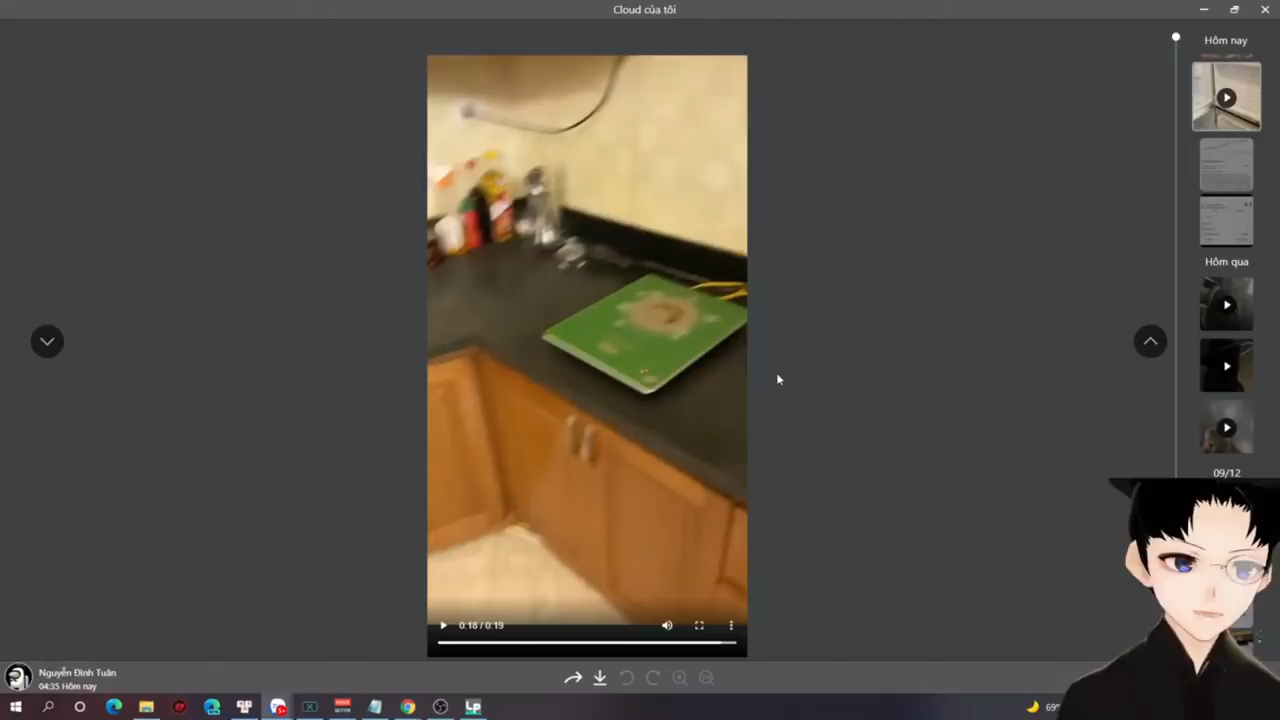 Cloud của tôi
Hôm nay
Hôm qua
09/12
0:18 / 0:19
Nguyễn Đình Tuân
04:35 Hôm nay
69°